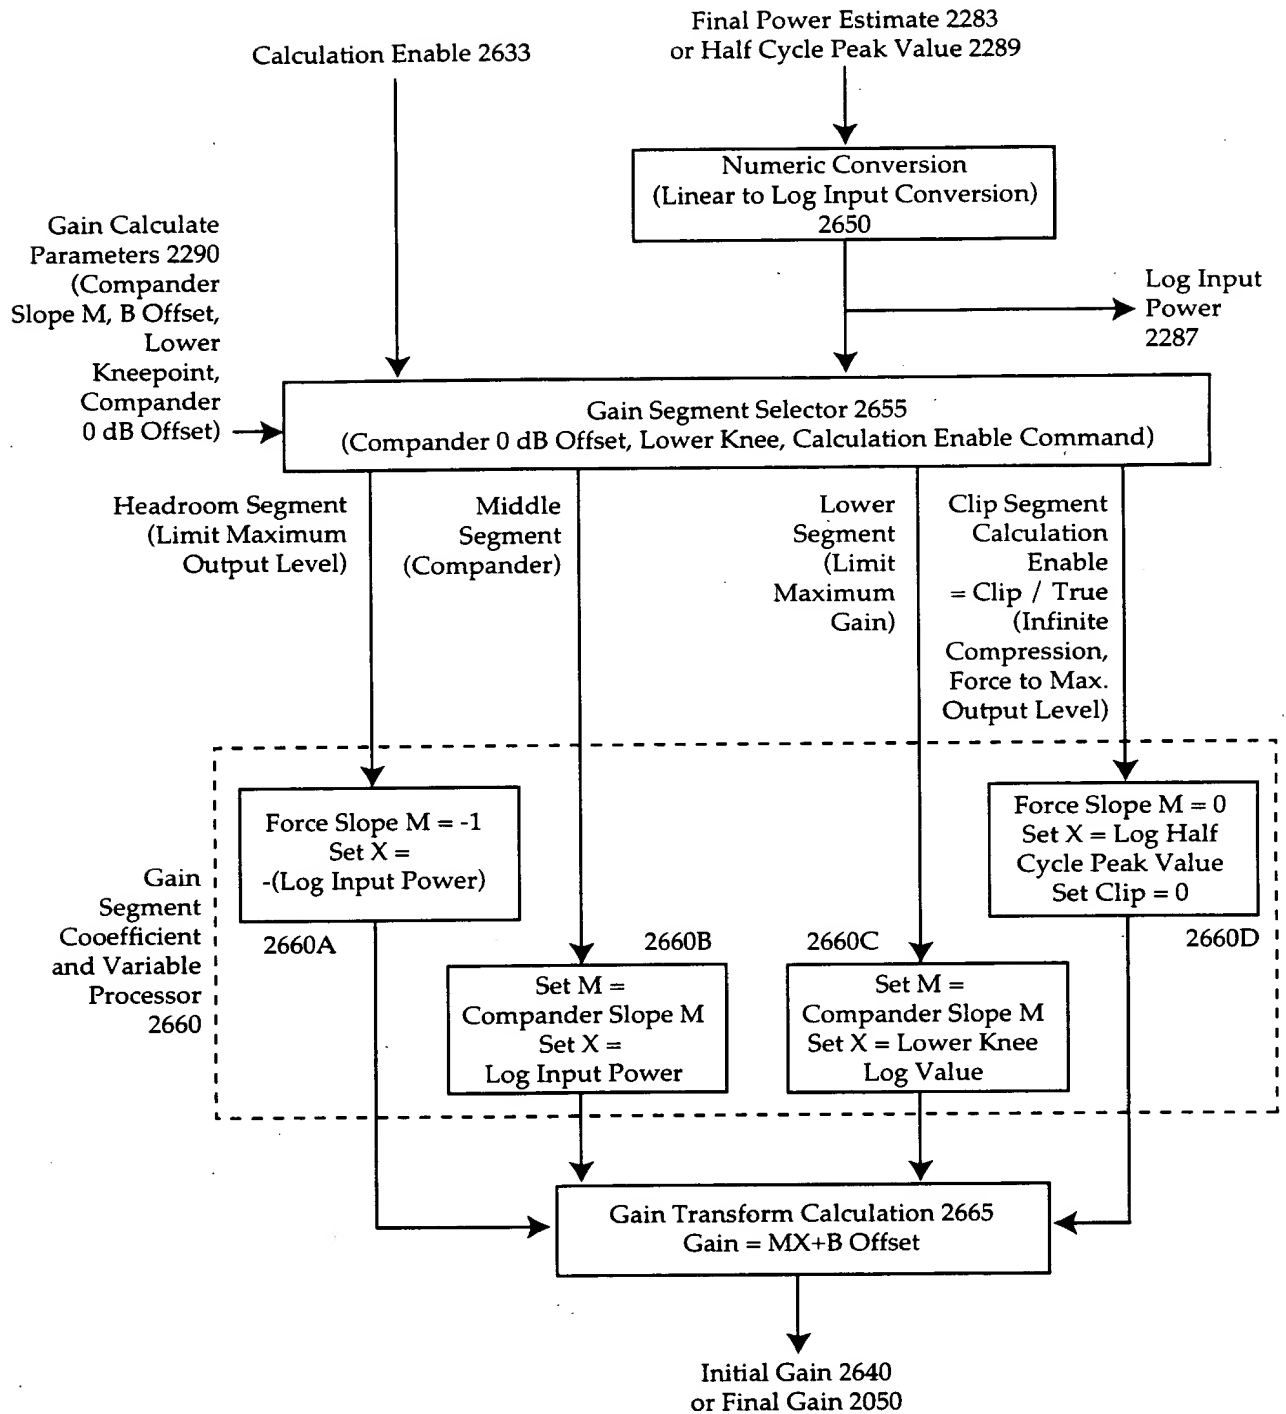 Final Power Estimate 2283
or Half Cycle Peak Value 2289
Calculation Enable 2633
Numeric Conversion
(Linear to Log Input Conversion)
2650
Gain Calculate
Parameters 2290
(Compander
Slope M, B Offset,
Lower
Kneepoint,
Compander
0 dB Offset)
Log Input
Power
2287
Gain Segment Selector 2655
(Compander 0 dB Offset, Lower Knee, Calculation Enable Command)
Headroom Segment
(Limit Maximum
Output Level)
Middle
Segment
(Compander)
Lower
Segment
(Limit
Maximum
Gain)
Clip Segment
Calculation
Enable
= Clip / True
(Infinite
Compression,
Force to Max.
Output Level)
Force Slope M = -1
Set X =
-(Log Input Power)
2660A
Force Slope M = 0
Set X = Log Half
Cycle Peak Value
Set Clip = 0
2660D
Gain
Segment
Cooefficient
and Variable
Processor
2660
2660B
Set M =
Compander Slope M
Set X =
Log Input Power
2660C
Set M =
Compander Slope M
Set X = Lower Knee
Log Value
Gain Transform Calculation 2665
Gain = MX+B Offset
Initial Gain 2640
or Final Gain 2050